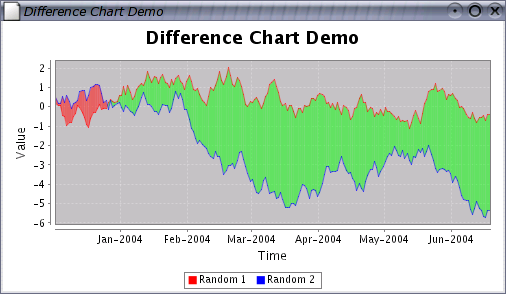 Difference Chart Demo
Difference Chart Demo
Value
2
1
0
-1
-2
-3
-4
-5
-6
Jan-2004 Feb-2004 Mar-2004 Apr-2004 May-2004 Jun-2004
Time
Random 1 Random 2